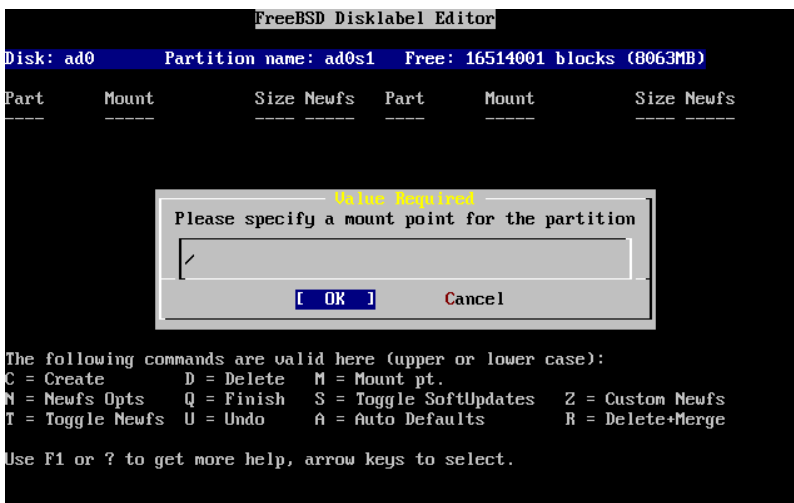 FreeBSD Disklabel Editor
Disk: ad0 Partition name: ad0s1 Free: 16514001 blocks (8063MB)
Part Mount Size Newfs Part Mount Size Newfs
---- ----- ---- ----- ---- ----- ---- -----
Value Required
Please specify a mount point for the partition
/
[ OK ] Cancel
The following commands are valid here (upper or lower case):
C = Create D = Delete M = Mount pt.
N = Newfs Opts Q = Finish S = Toggle SoftUpdates Z = Custom Newfs
T = Toggle Newfs U = Undo A = Auto Defaults R = Delete+Merge
Use F1 or ? to get more help, arrow keys to select.